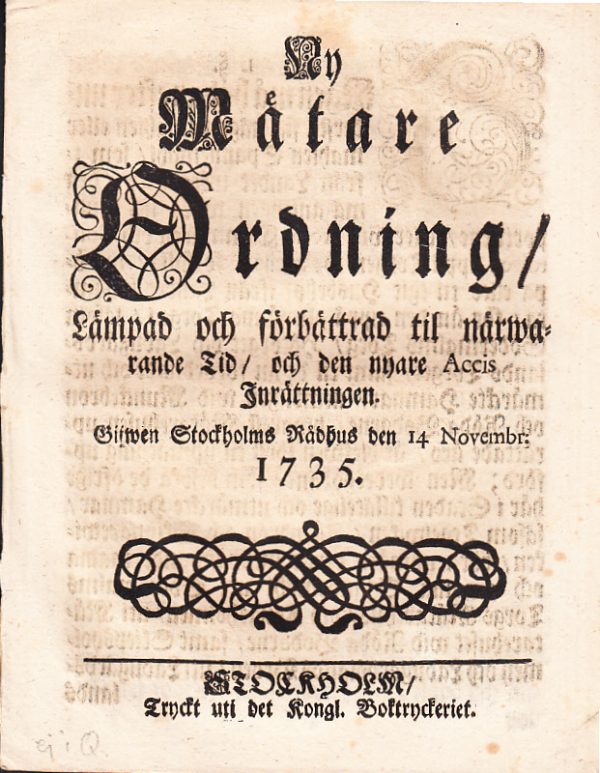 Ny
Måtare
Ordning/
Lämpad och förbättrad til närwa-
rande Tid/ och den nyare Accis
Inrättningen.
Gifwen Stockholms Rådhus den 14 Novembr:
1735.
STOCKHOLM/
Tryckt uti det Kongl. Boktryckeriet.
ej i Q